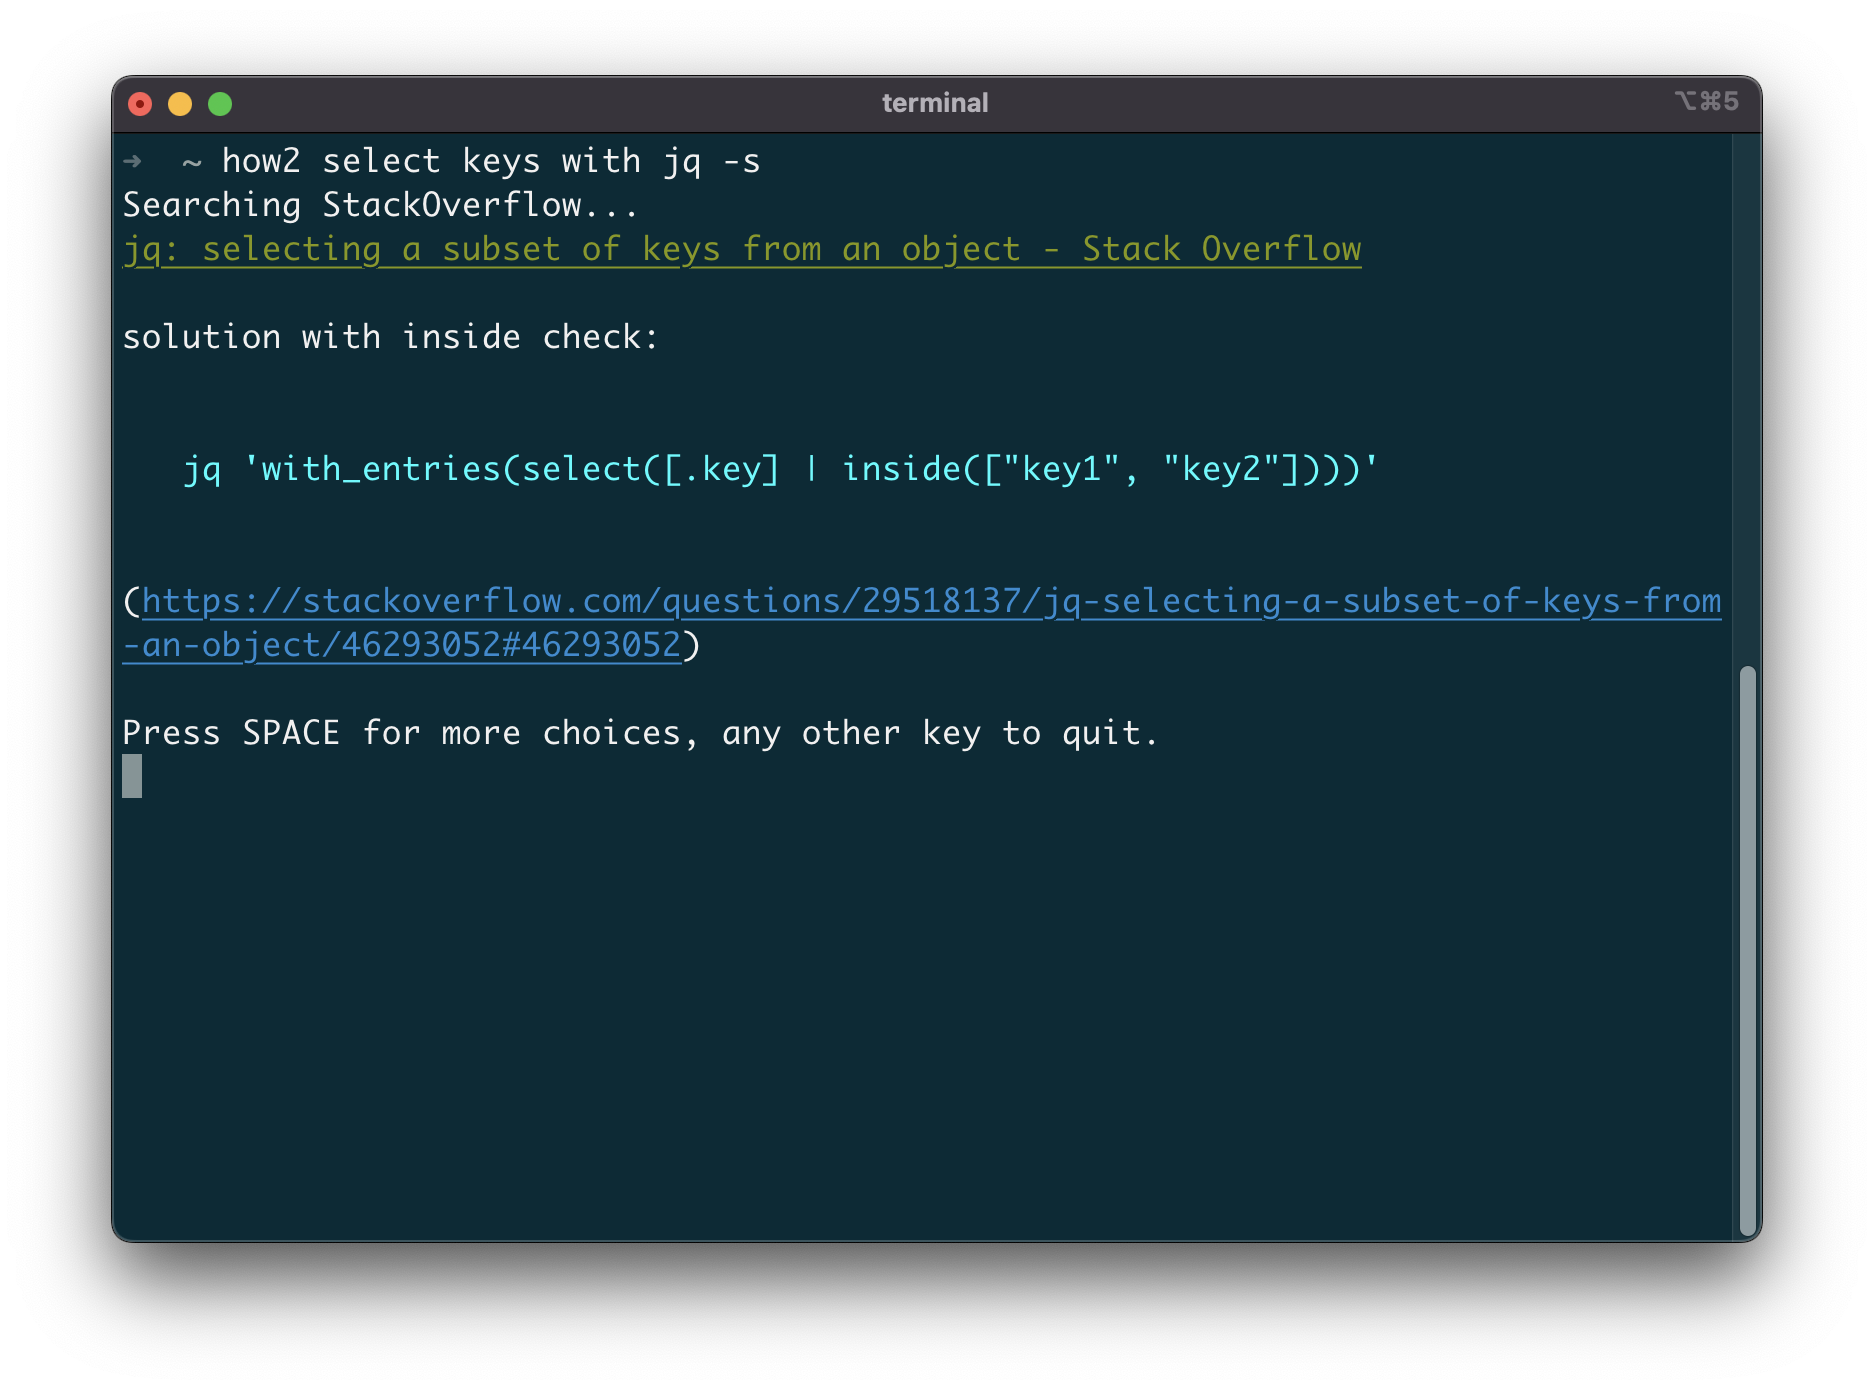 terminal
⌥⌘5
➜ ~ how2 select keys with jq -s
Searching StackOverflow...
jq: selecting a subset of keys from an object - Stack Overflow
solution with inside check:
jq 'with_entries(select([.key] | inside(["key1", "key2"])))'
(https://stackoverflow.com/questions/29518137/jq-selecting-a-subset-of-keys-from
-an-object/46293052#46293052)
Press SPACE for more choices, any other key to quit.